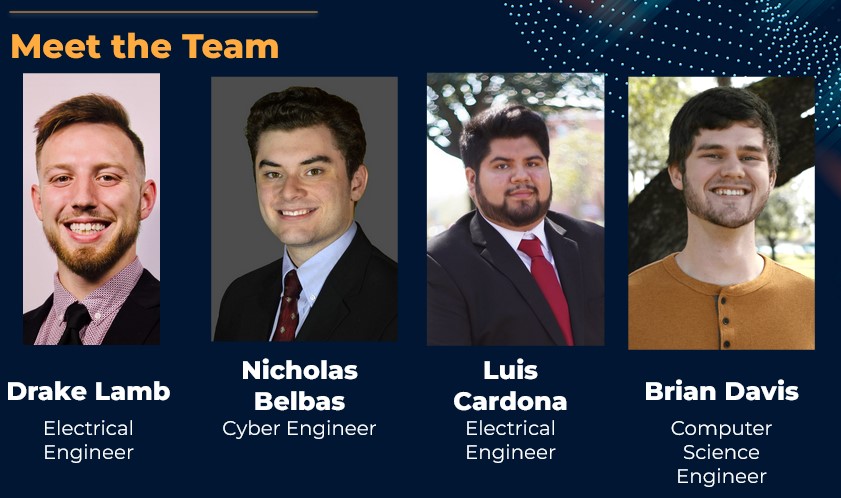 Meet the Team
Drake Lamb
Electrical
Engineer
Nicholas
Belbas
Cyber Engineer
Luis
Cardona
Electrical
Engineer
Brian Davis
Computer
Science
Engineer